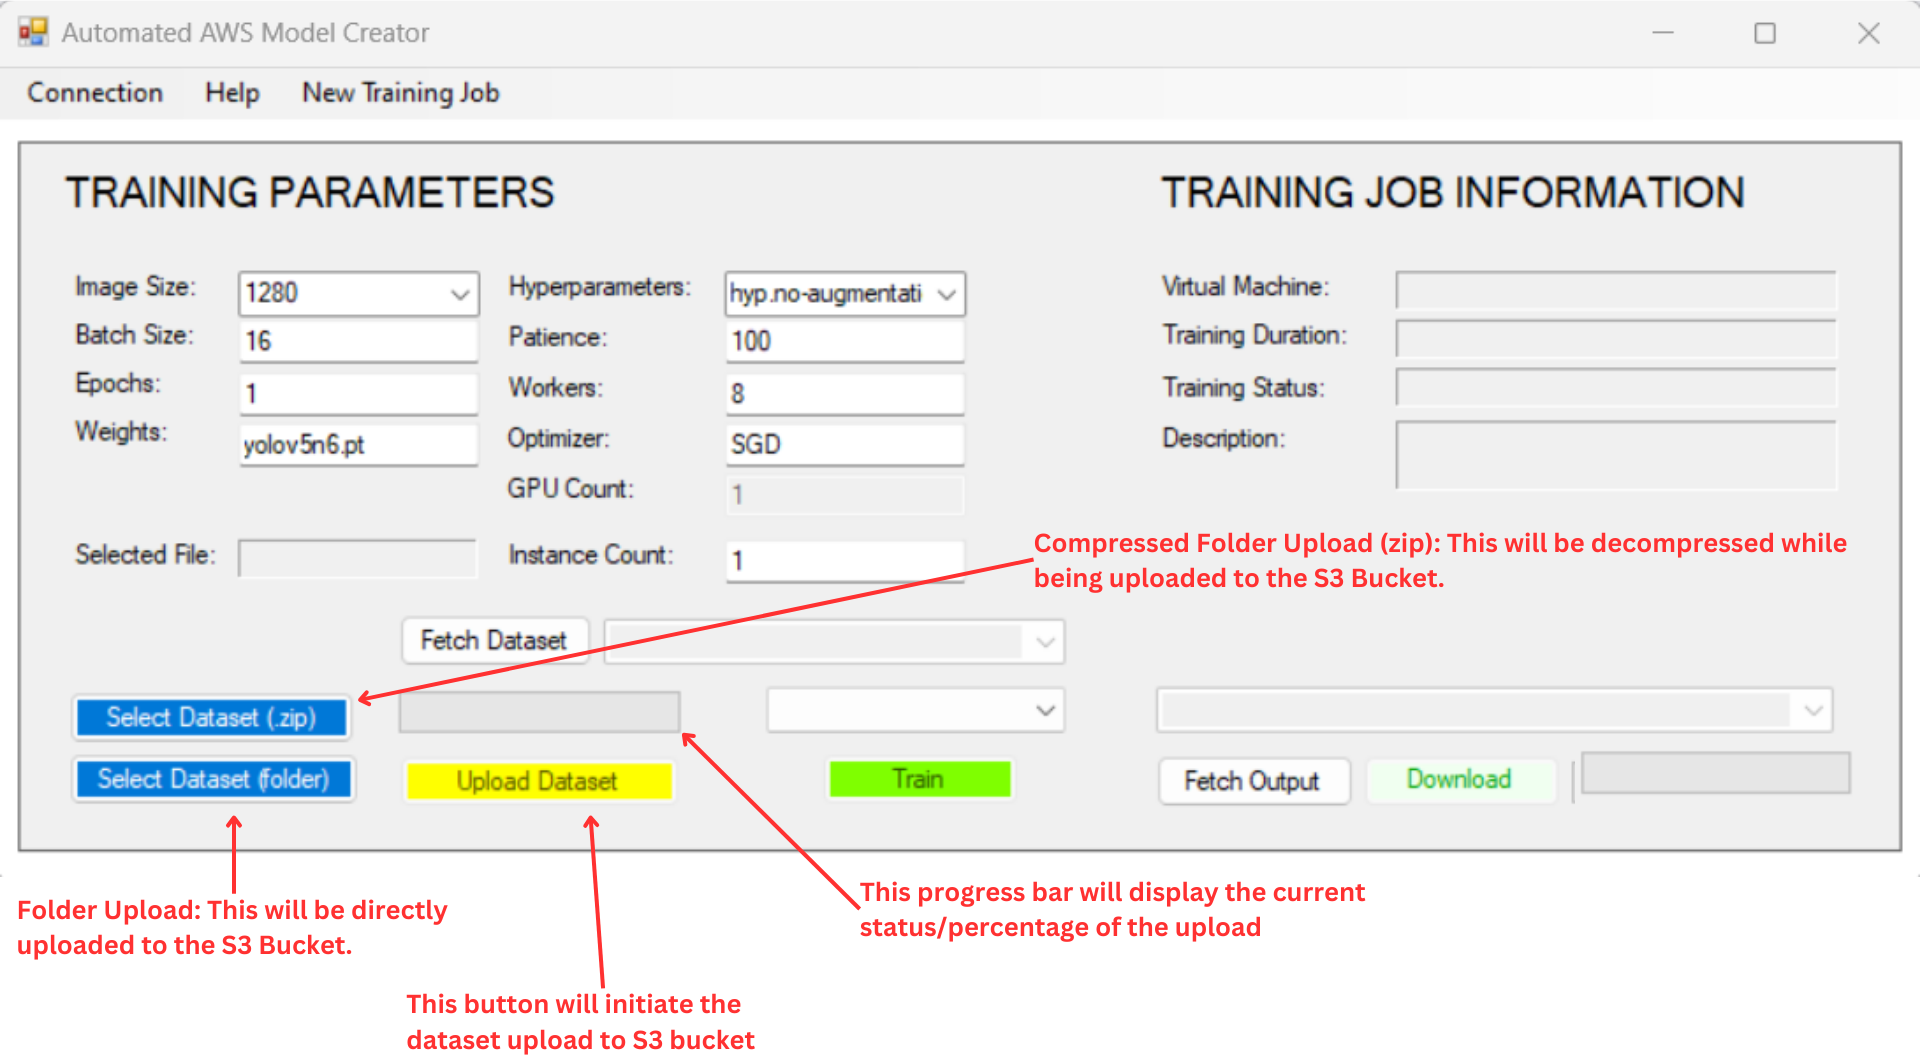 Automated AWS Model Creator
Connection Help New Training Job
TRAINING PARAMETERS
Image Size: 1280
Batch Size: 16
Epochs: 1
Weights: yolov5n6.pt
Hyperparameters: hyp.no-augmentati
Patience: 100
Workers: 8
Optimizer: SGD
GPU Count: 1
Selected File:
Instance Count: 1
TRAINING JOB INFORMATION
Virtual Machine:
Training Duration:
Training Status:
Description:
Compressed Folder Upload (zip): This will be decompressed while
being uploaded to the S3 Bucket.
Fetch Dataset
Select Dataset (.zip)
Select Dataset (folder)
Upload Dataset
Train
Fetch Output
Download
Folder Upload: This will be directly
uploaded to the S3 Bucket.
This progress bar will display the current
status/percentage of the upload
This button will initiate the
dataset upload to S3 bucket